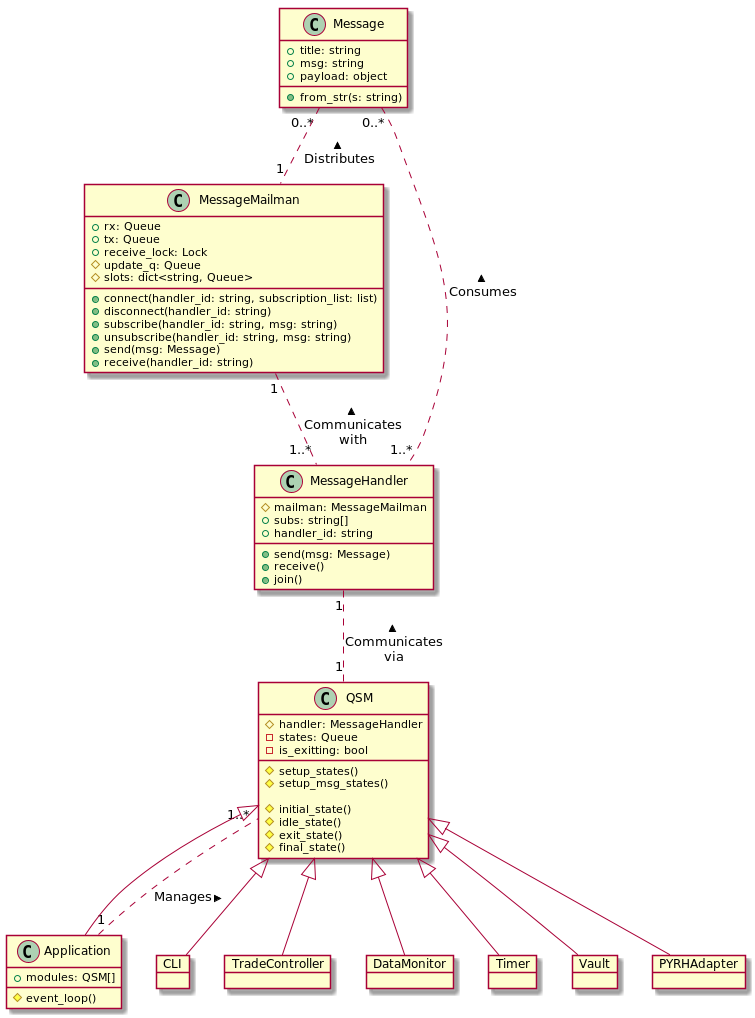 C Message
title: string
msg: string
payload: object
from_str(s: string)
0..*
0..*
▲
Distributes
1
C MessageMailman
rx: Queue
tx: Queue
receive_lock: Lock
update_q: Queue
slots: dict<string, Queue>
connect(handler_id: string, subscription_list: list)
disconnect(handler_id: string)
subscribe(handler_id: string, msg: string)
unsubscribe(handler_id: string, msg: string)
send(msg: Message)
receive(handler_id: string)
▲
Consumes
1
▲
Communicates
with
1..*
1..*
C MessageHandler
mailman: MessageMailman
subs: string[]
handler_id: string
send(msg: Message)
receive()
join()
1
▲
Communicates
via
1
C QSM
handler: MessageHandler
states: Queue
is_exitting: bool
setup_states()
setup_msg_states()
initial_state()
idle_state()
exit_state()
final_state()
1..*
Manages ▶
1
C Application
modules: QSM[]
event_loop()
CLI
TradeController
DataMonitor
Timer
Vault
PYRHAdapter